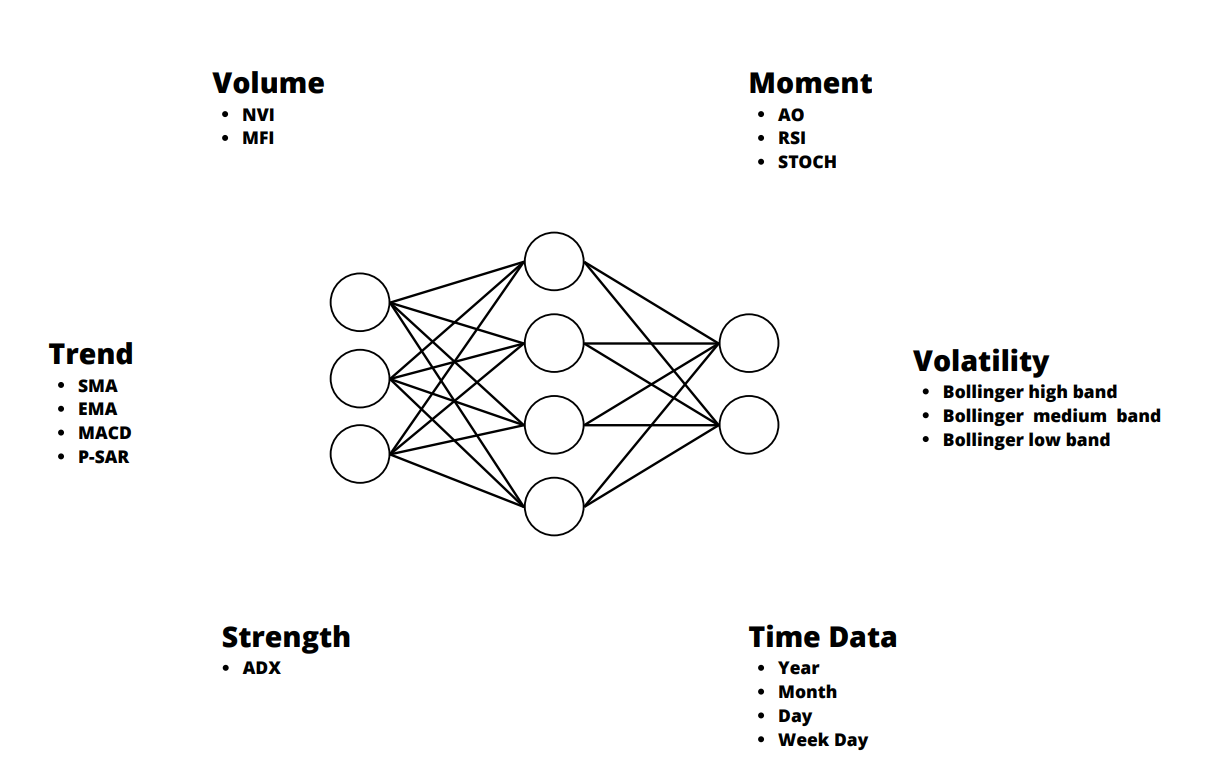 Volume
• NVI
• MFI
Moment
• AO
• RSI
• STOCH
Trend
• SMA
• EMA
• MACD
• P-SAR
Volatility
• Bollinger high band
• Bollinger medium band
• Bollinger low band
Strength
• ADX
Time Data
• Year
• Month
• Day
• Week Day